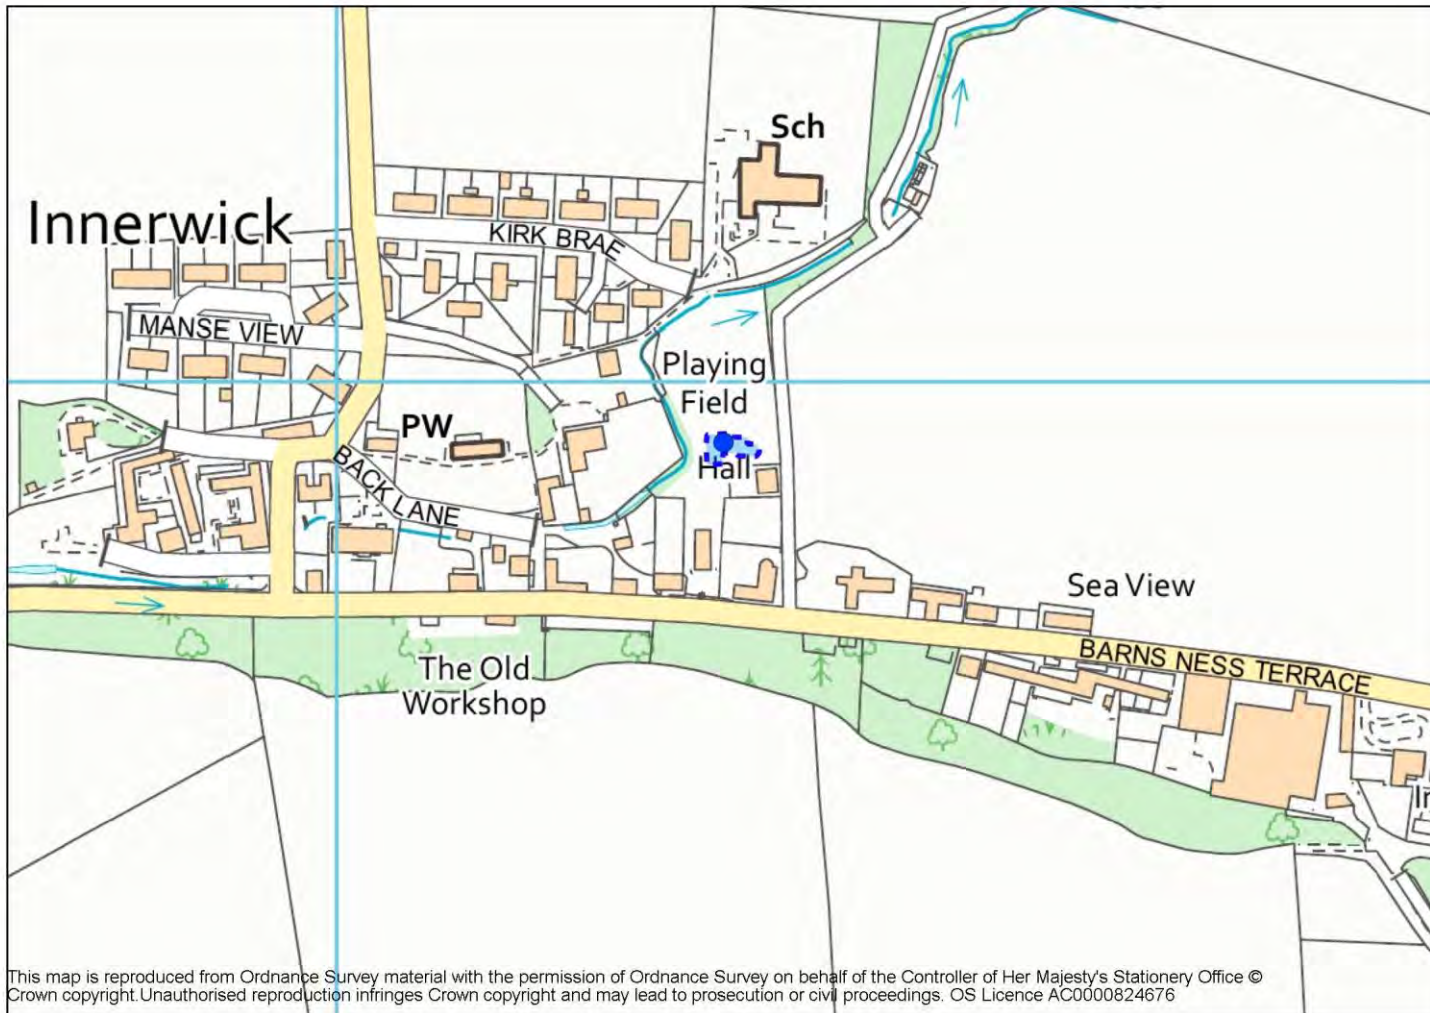 Sch
Innerwick
KIRK BRAE
MANSE VIEW
Playing
Field
PW
Hall
BACK LANE
Sea View
BARNS NESS TERRACE
The Old
Workshop
This map is reproduced from Ordnance Survey material with the permission of Ordnance Survey on behalf of the Controller of Her Majesty's Stationery Office ©
Crown copyright.Unauthorised reproduction infringes Crown copyright and may lead to prosecution or civil proceedings. OS Licence AC0000824676